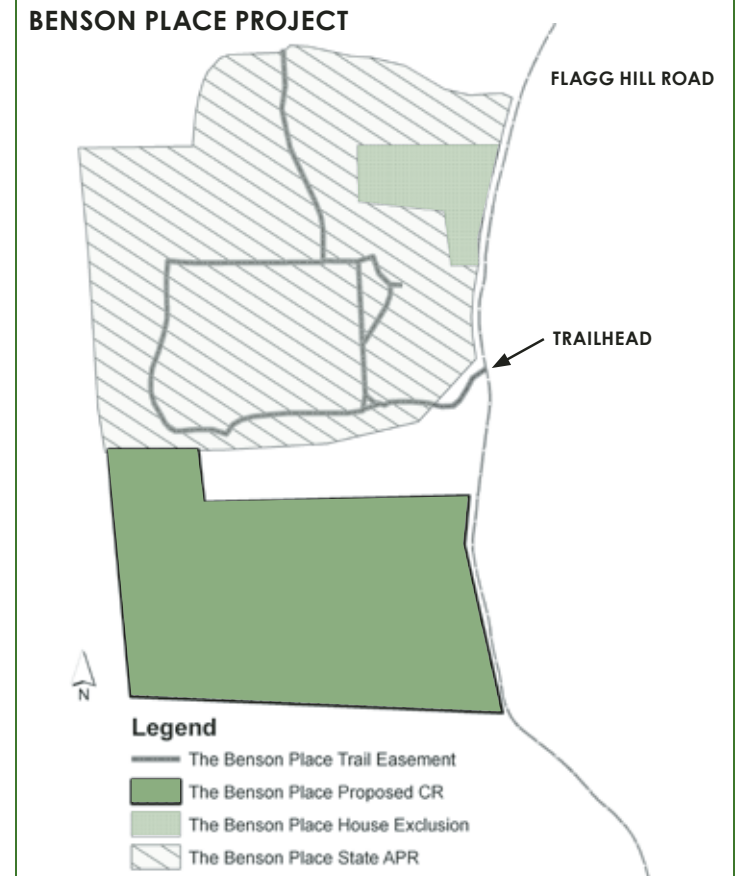 BENSON PLACE PROJECT
FLAGG HILL ROAD
TRAILHEAD
N
Legend
The Benson Place Trail Easement
The Benson Place Proposed CR
The Benson Place House Exclusion
The Benson Place State APR